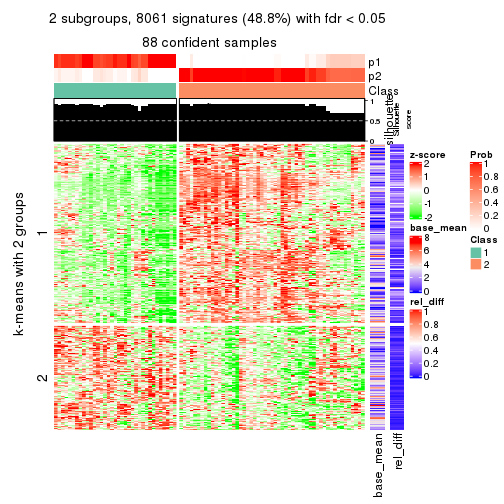 2 subgroups, 8061 signatures (48.8%) with fdr < 0.05
88 confident samples
p1
p2
Class
1
0.5
0
silhouette
Silhouette
score
k-means with 2 groups
1
2
base_mean
rel_diff
z-score
2
1
0
-1
-2
base_mean
8
6
4
2
0
rel_diff
1
0.8
0.6
0.4
0.2
0
Prob
1
0.8
0.6
0.4
0.2
0
Class
1
2